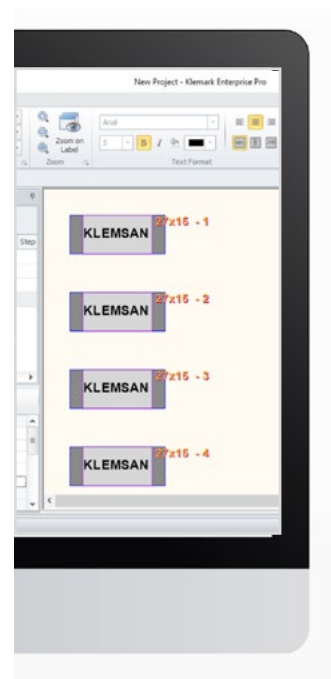 New Project - Klemark Enterprise Pro
Zoom on
Label
Arial
5
B
I
Zoom
Text Format
Step
KLEMSAN
27x15 - 1
KLEMSAN
27x15 - 2
KLEMSAN
27x15 - 3
KLEMSAN
27x15 - 4